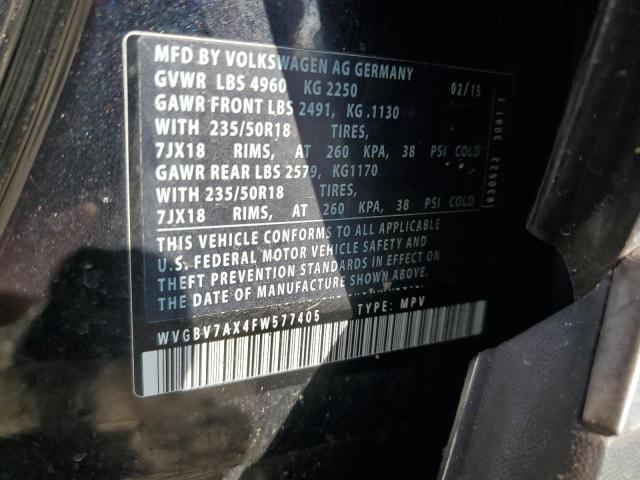 MFD BY VOLKSWAGEN AG GERMANY
GVWR LBS 4960 KG 2250 02/15
GAWR FRONT LBS 2491, KG .1130
WITH 235/50R18 TIRES,
7JX18 RIMS, AT 260 KPA, 38 PSI COLD
GAWR REAR LBS 2579, KG1170
WITH 235/50R18 TIRES,
7JX18 RIMS, AT 260 KPA, 38 PSI COLD
630522 3061 1
THIS VEHICLE CONFORMS TO ALL APPLICABLE
U.S. FEDERAL MOTOR VEHICLE SAFETY AND
THEFT PREVENTION STANDARDS IN EFFECT ON
THE DATE OF MANUFACTURE SHOWN ABOVE.
WVGBV7AX4FW577405 TYPE: MPV